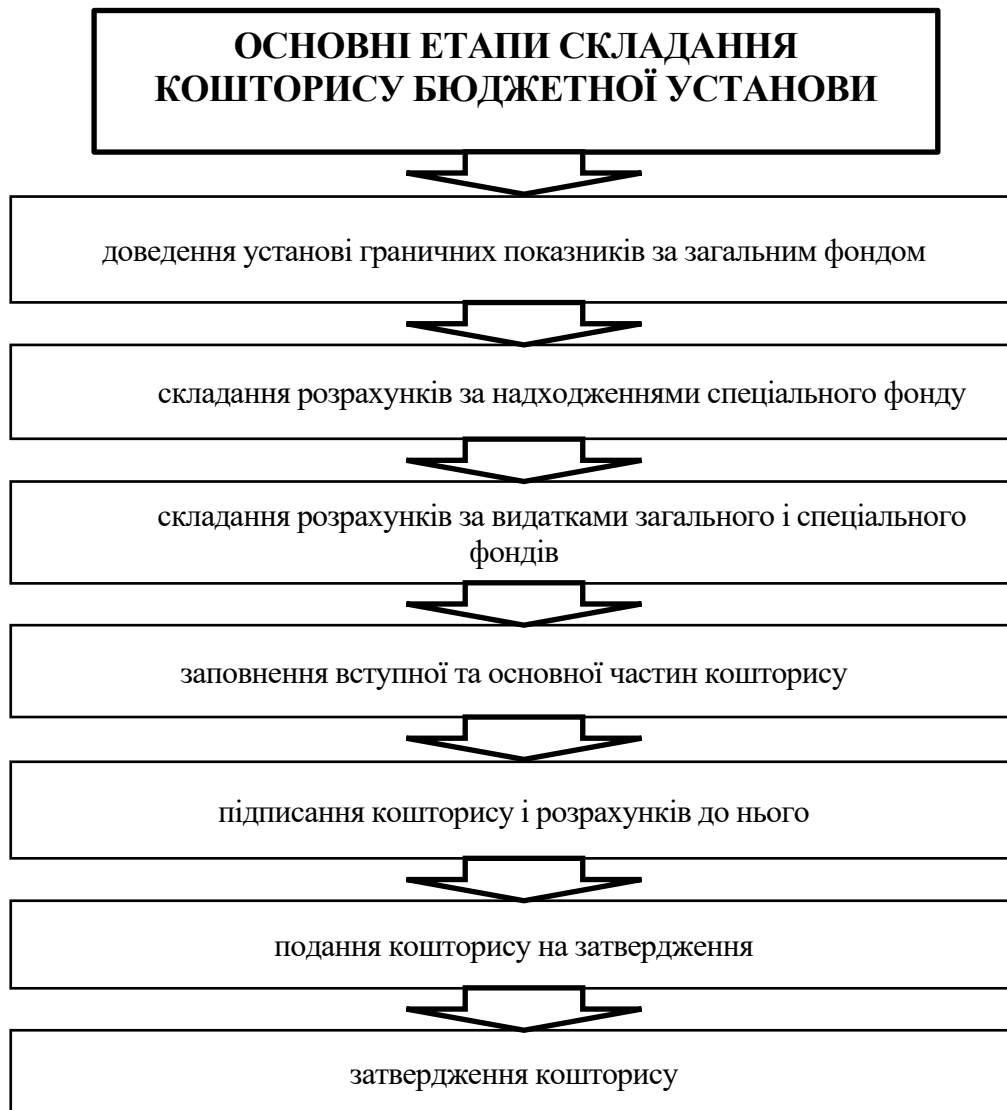 ОСНОВНІ ЕТАПИ СКЛАДАННЯ
КОШТОРИСУ БЮДЖЕТНОЇ УСТАНОВИ
доведення установі граничних показників за загальним фондом
складання розрахунків за надходженнями спеціального фонду
складання розрахунків за видатками загального і спеціального
фондів
заповнення вступної та основної частин кошторису
підписання кошторису і розрахунків до нього
подання кошторису на затвердження
затвердження кошторису